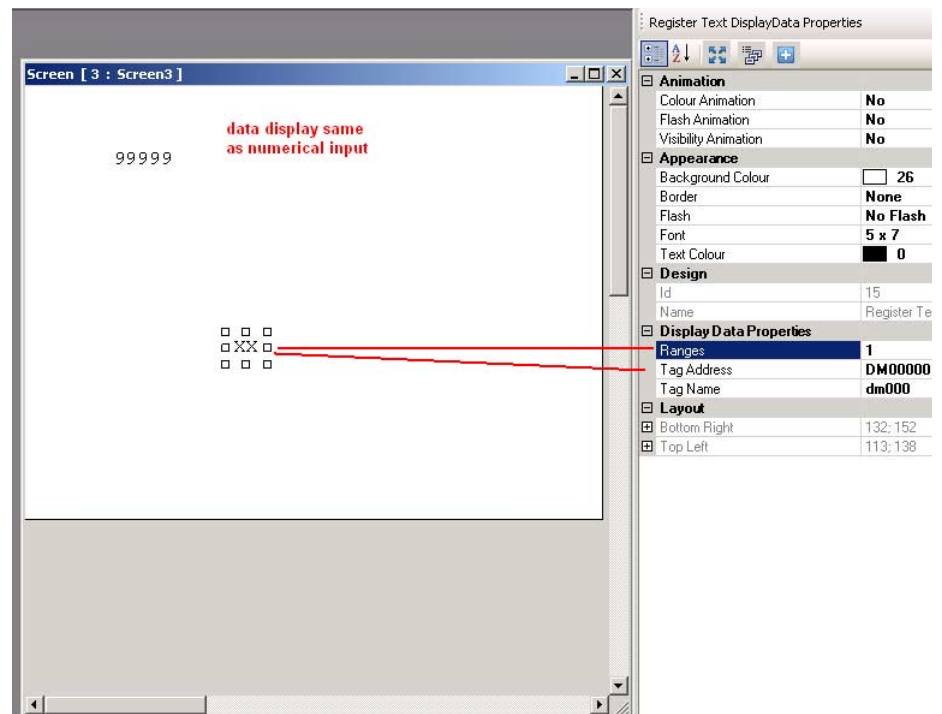 Register Text DisplayData Properties
Screen [ 3 : Screen3 ]
data display same
as numerical input
99999
XX
Animation
Colour Animation No
Flash Animation No
Visibility Animation No
Appearance
Background Colour 26
Border None
Flash No Flash
Font 5 x 7
Text Colour 0
Design
Id 15
Name Register Te
Display Data Properties
Ranges 1
Tag Address DM00000
Tag Name dm000
Layout
Bottom Right 132; 152
Top Left 113; 138